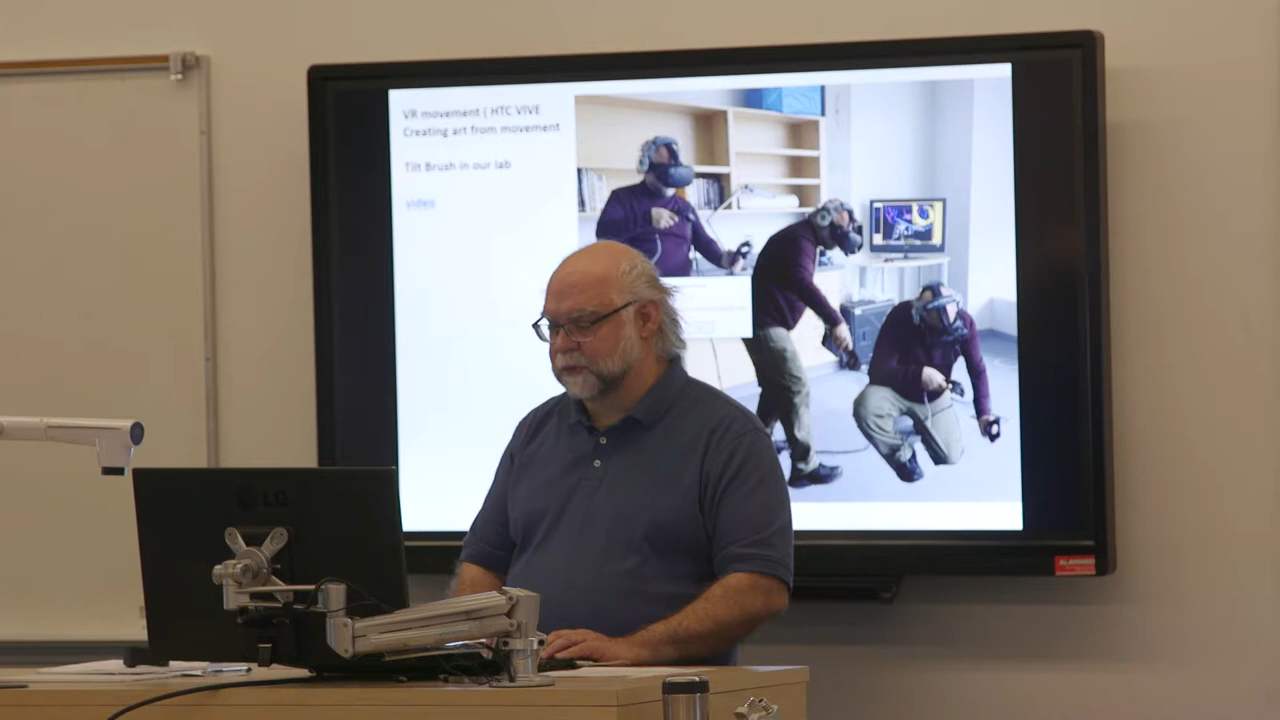 VR movement ( HTC VIVE
Creating art from movement
Tilt Brush in our lab
video
LG